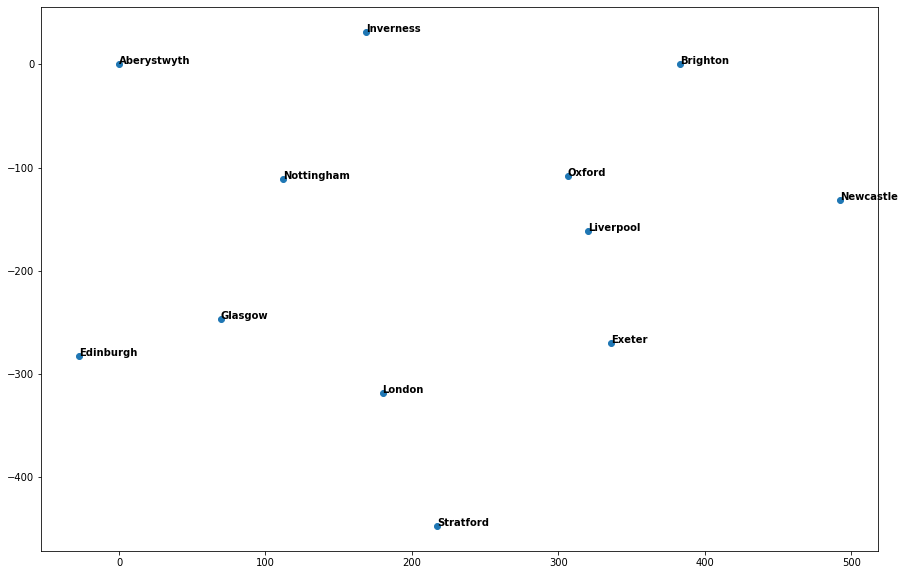 Inverness
Aberystwyth
Brighton
0
Nottingham
Oxford
−100
Newcastle
Liverpool
−200
Glasgow
Exeter
Edinburgh
−300
London
−400
Stratford
0
100
200
300
400
500